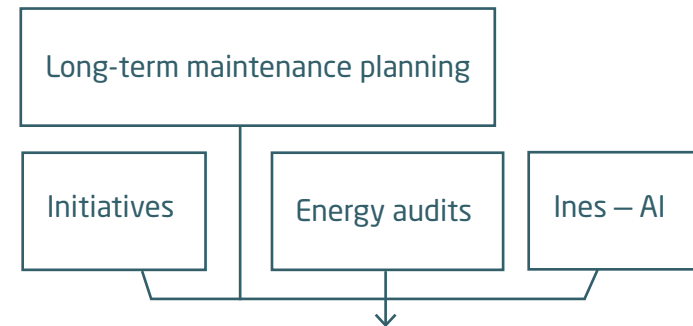 Long-term maintenance planning
Initiatives
Energy audits
Ines – AI